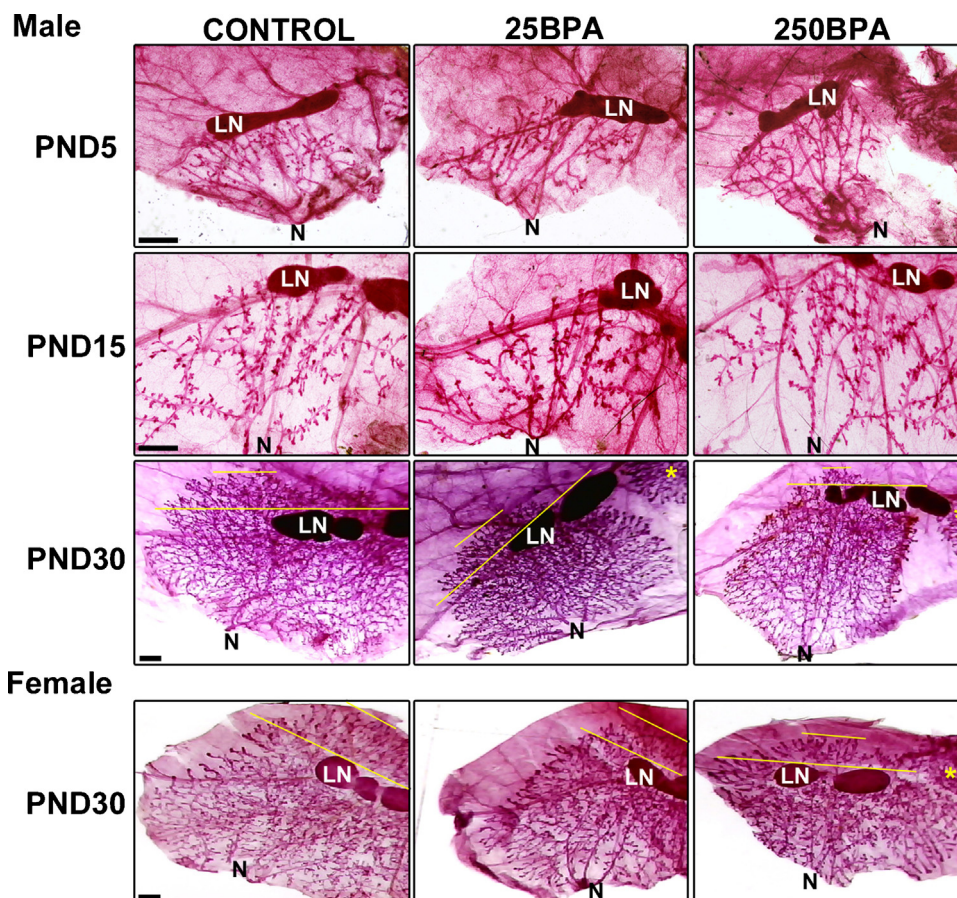 Male
CONTROL 25BPA 250BPA
PND5
LN LN LN
N N N
PND15
LN LN LN
N N N
PND30
*
LN LN LN
*
N N N
Female
PND30
LN LN LN
*
N N N